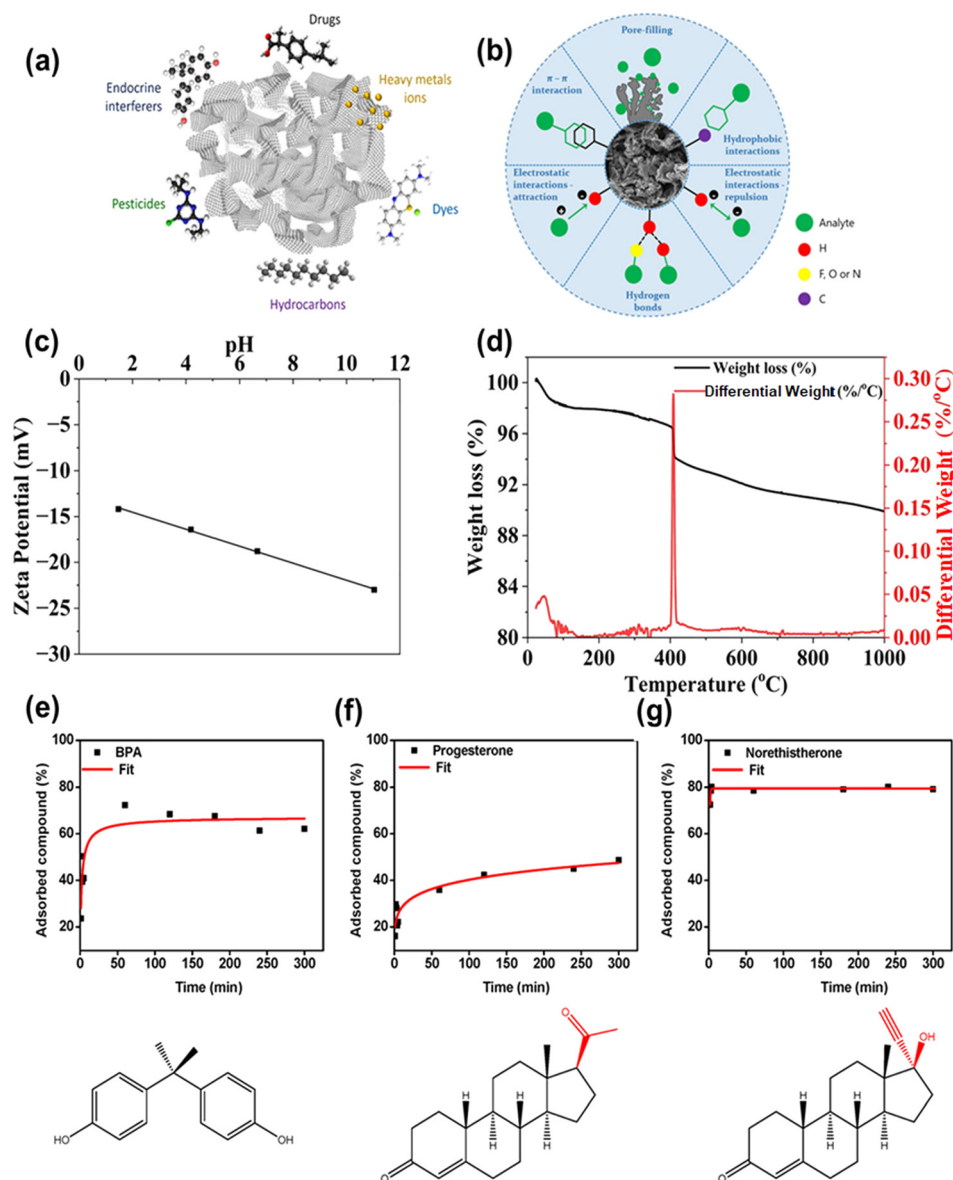 (a)
Drugs
Endocrine
interferers
Heavy metals
ions
Pesticides
Dyes
Hydrocarbons
(b)
Pore-filling
π – π
interaction
Hydrophobic
interactions
Electrostatic
interactions -
attraction
Electrostatic
interactions -
repulsion
+
-
-
-
Hydrogen
bonds
Analyte
H
F, O or N
C
(c)
pH
0 2 4 6 8 10 12
0
−5
−10
−15
−20
−25
−30
Zeta Potential (mV)
(d)
Weight loss (%)
Differential Weight (%/°C)
100
96
92
88
84
80
Weight loss (%)
0.30
0.25
0.20
0.15
0.10
0.05
0.00
Differential Weight (%/°C)
0 200 400 600 800 1000
Temperature (°C)
(e)
BPA
Fit
100
80
60
40
20
Adsorbed compound (%)
0 50 100 150 200 250 300
Time (min)
(f)
Progesterone
Fit
100
80
60
40
20
Adsorbed compound (%)
0 50 100 150 200 250 300
Time (min)
(g)
Norethistherone
Fit
100
80
60
40
20
Adsorbed compound (%)
0 50 100 150 200 250 300
Time (min)
HO
OH
O
H
H
H
H
O
OH
H
H
H
H
O